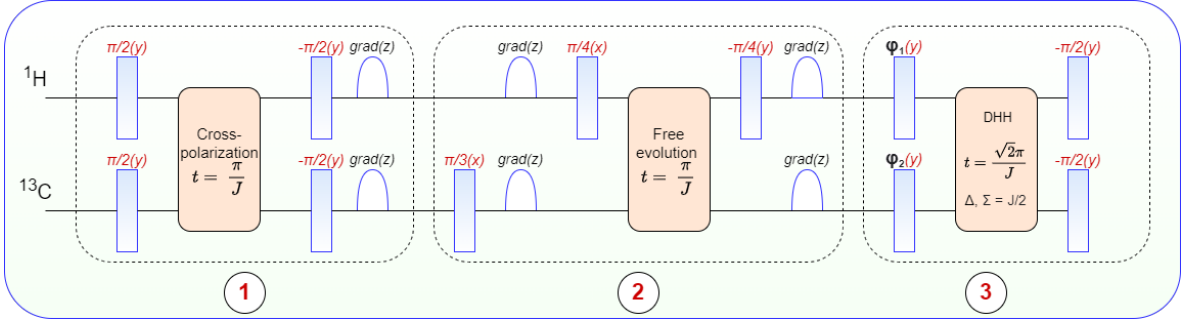 π/2(y)
-π/2(y)
grad(z)
grad(z)
π/4(x)
-π/4(y)
grad(z)
φ₁(y)
-π/2(y)
¹H
Cross-
polarization
t = π/J
Free
evolution
t = π/J
DHH
t = √2π/J
Δ, Σ = J/2
π/2(y)
-π/2(y)
grad(z)
π/3(x)
grad(z)
grad(z)
φ₂(y)
-π/2(y)
¹³C
1
2
3